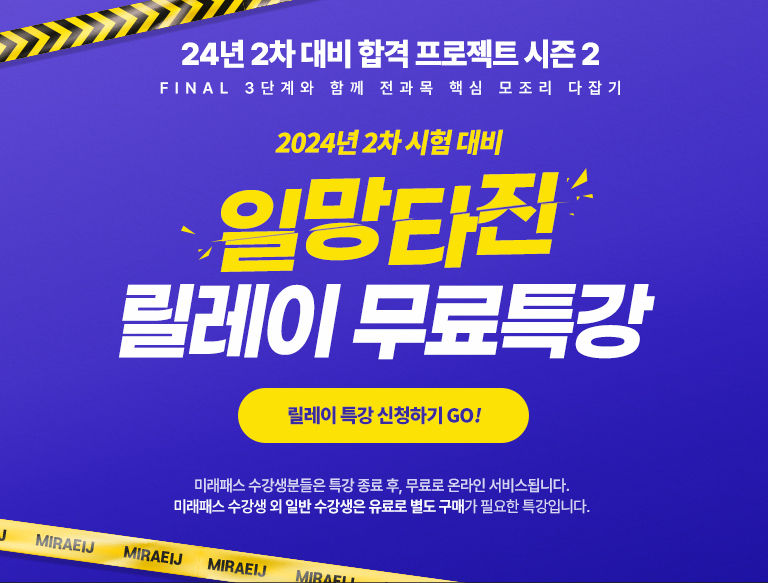 24년 2차 대비 합격 프로젝트 시즌 2
FINAL 3단계와 함께 전과목 핵심 모조리 다잡기
2024년 2차 시험 대비
일망타진
릴레이 무료특강
릴레이 특강 신청하기 GO!
미래패스 수강생분들은 특강 종료 후, 무료로 온라인 서비스됩니다.
미래패스 수강생 외 일반 수강생은 유료로 별도 구매가 필요한 특강입니다.
MIRAEIJ MIRAEIJ MIRAEIJ MIRAEIJ